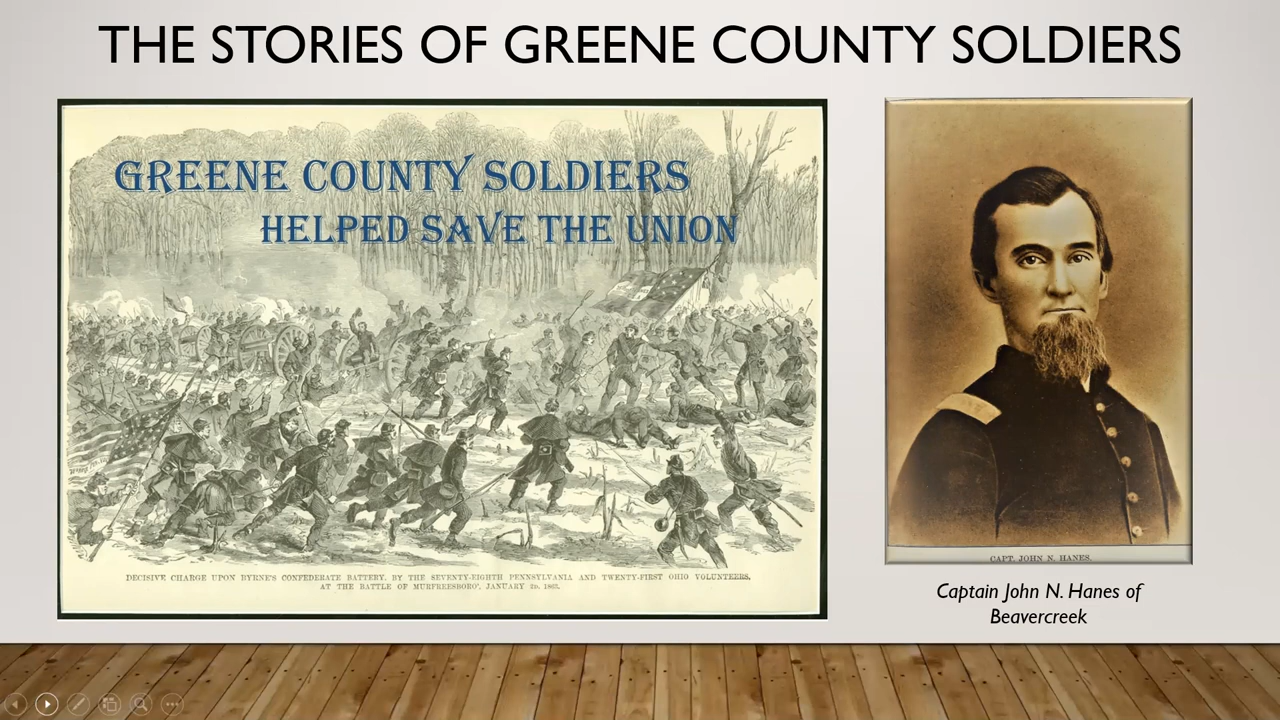 THE STORIES OF GREENE COUNTY SOLDIERS
GREENE COUNTY SOLDIERS
HELPED SAVE THE UNION
DECISIVE CHARGE UPON BYRNE'S CONFEDERATE BATTERY, BY THE SEVENTY-EIGHTH PENNSYLVANIA AND TWENTY-FIRST OHIO VOLUNTEERS,
AT THE BATTLE OF MURFREESBORO', JANUARY 2D, 1863.
CAPT. JOHN N. HANES.
Captain John N. Hanes of
Beavercreek